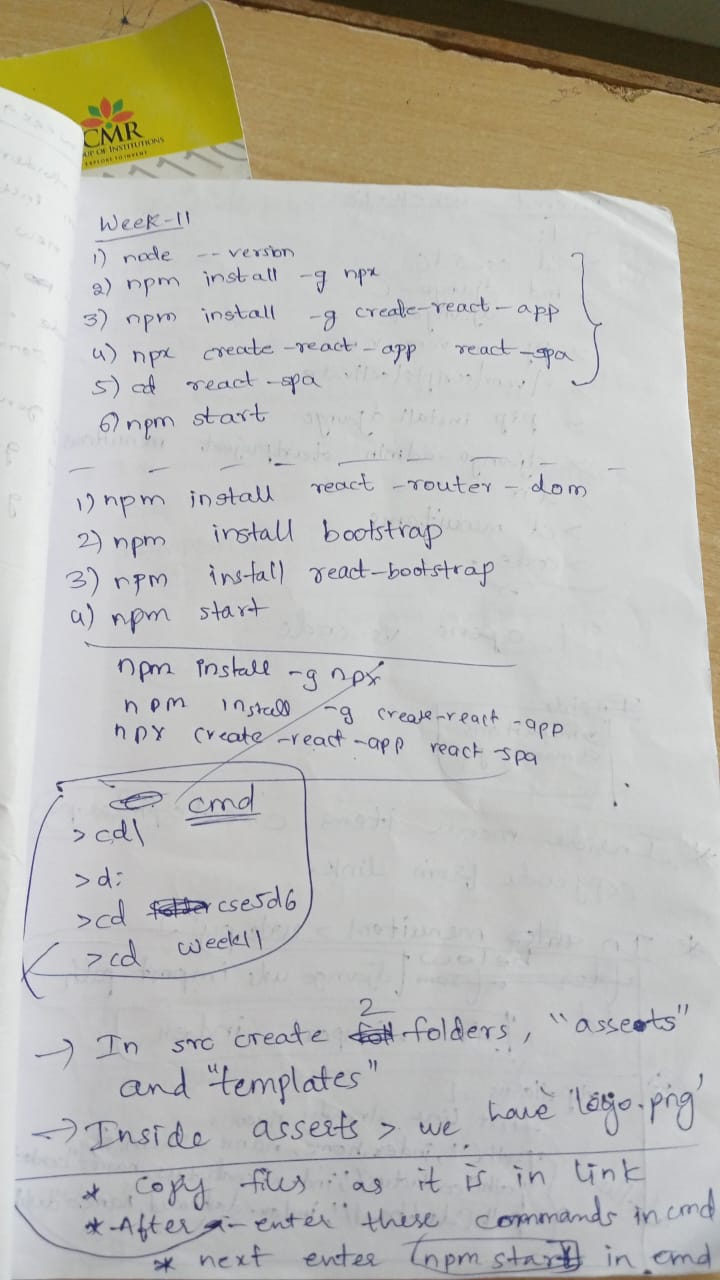 CMR
UP OF INSTITUTIONS
EXPLORE TO INVENT
Week-11
1) node --version
2) npm install -g npx
3) npm install -g create-react-app
4) npx create-react-app react-spa
5) cd react-spa
6) npm start
1) npm install react-router-dom
2) npm install bootstrap
3) npm install react-bootstrap
4) npm start
npm install -g npx
npm install -g create-react-app
npx create-react-app react-spa
cmd
>cd\
>d:
>cd cse5d6
>cd week11
→ In src create 2 folders, "asserts"
and "templates"
→ Inside asserts > we have 'logo.png'
* copy files as it is in link
* After enter these commands in cmd
* next enter npm start in cmd